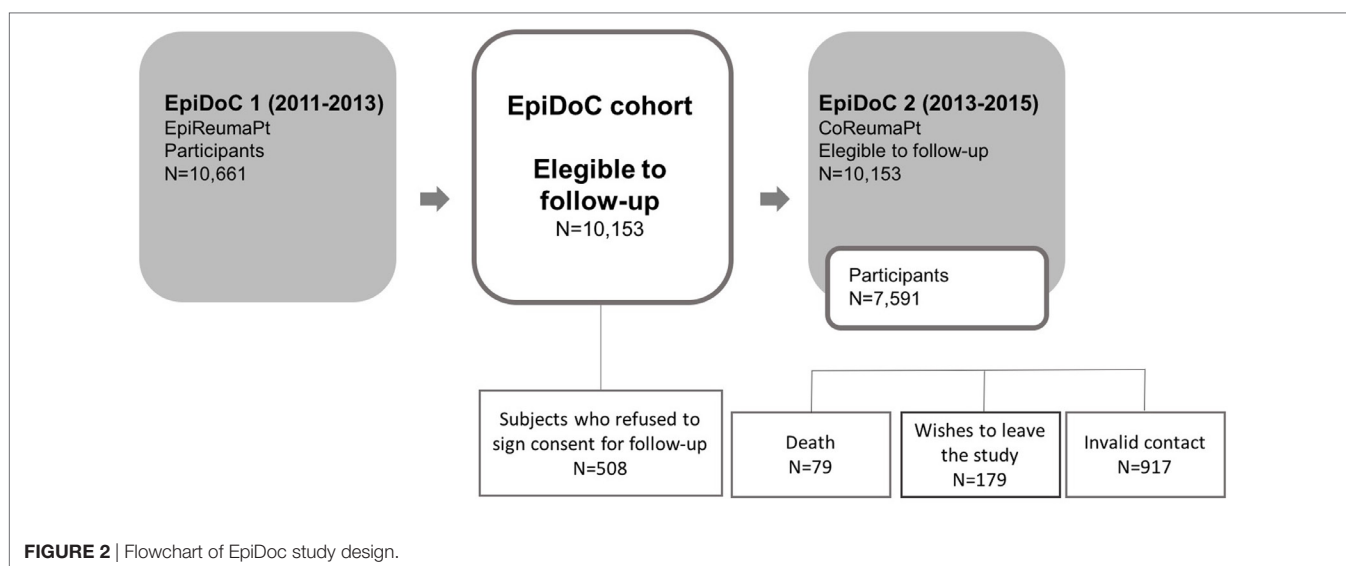 EpiDoC 1 (2011-2013)
EpiReumaPt
Participants
N=10,661
EpiDoC cohort
Elegible to
follow-up
N=10,153
EpiDoC 2 (2013-2015)
CoReumaPt
Elegible to follow-up
N=10,153
Participants
N=7,591
Subjects who refused to
sign consent for follow-up
N=508
Death
N=79
Wishes to leave
the study
N=179
Invalid contact
N=917
FIGURE 2 | Flowchart of EpiDoc study design.